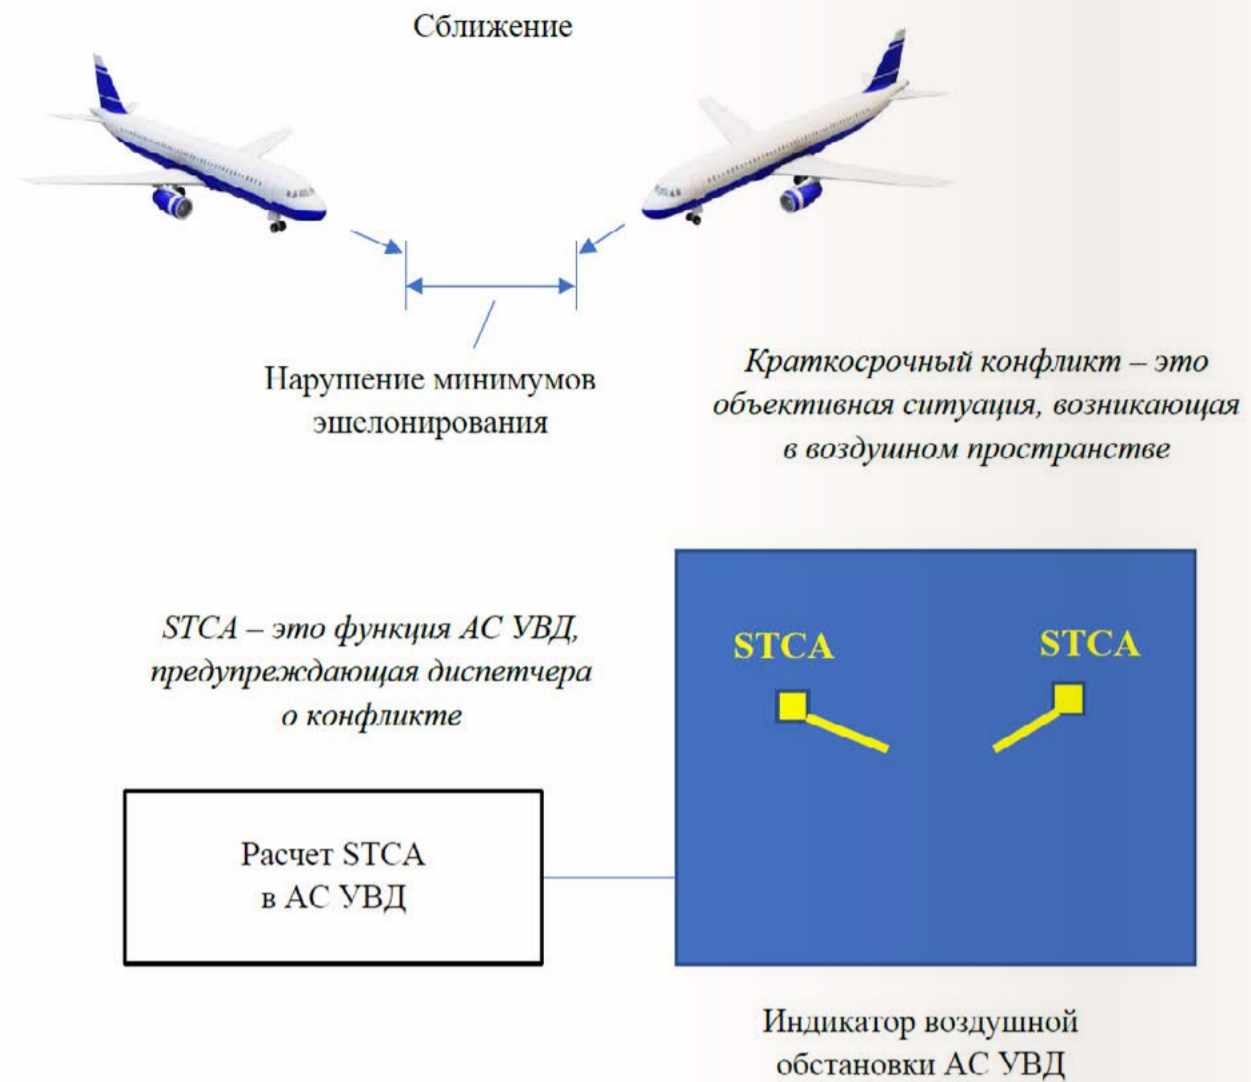 Сближение
Нарушение минимумов
эшелонирования
Краткосрочный конфликт – это
объективная ситуация, возникающая
в воздушном пространстве
STCA – это функция АС УВД,
предупреждающая диспетчера
о конфликте
STCA
STCA
Расчет STCA
в АС УВД
Индикатор воздушной
обстановки АС УВД